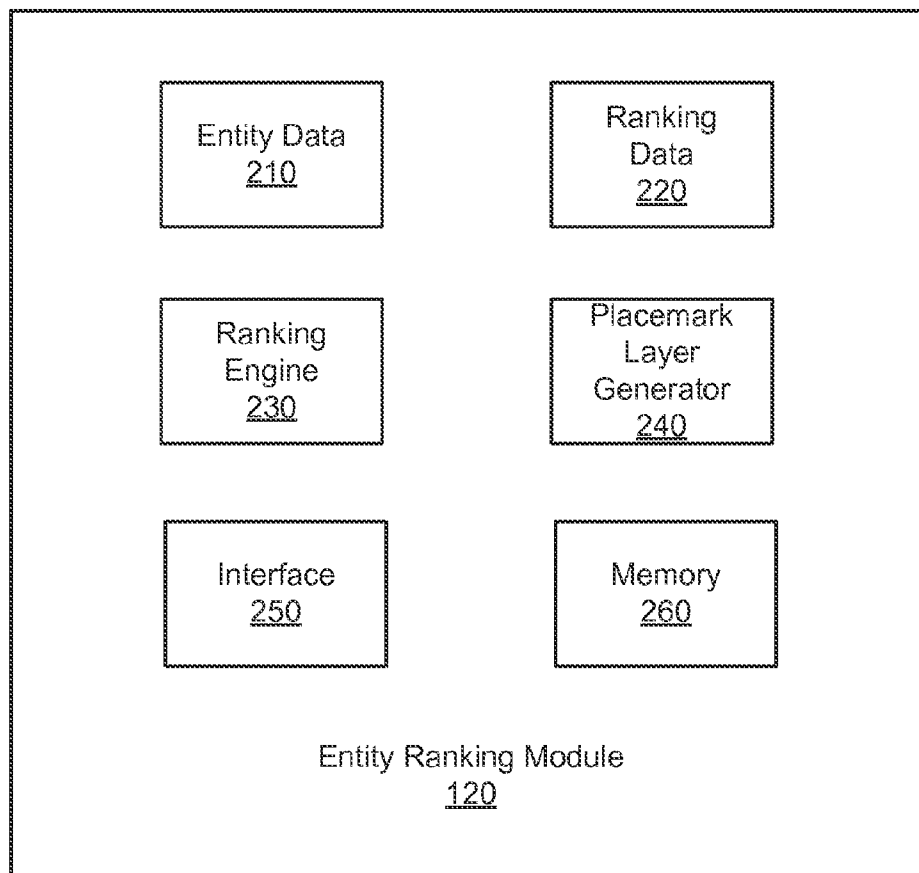 Entity Data
210
Ranking
Data
220
Ranking
Engine
230
Placemark
Layer
Generator
240
Interface
250
Memory
260
Entity Ranking Module
120